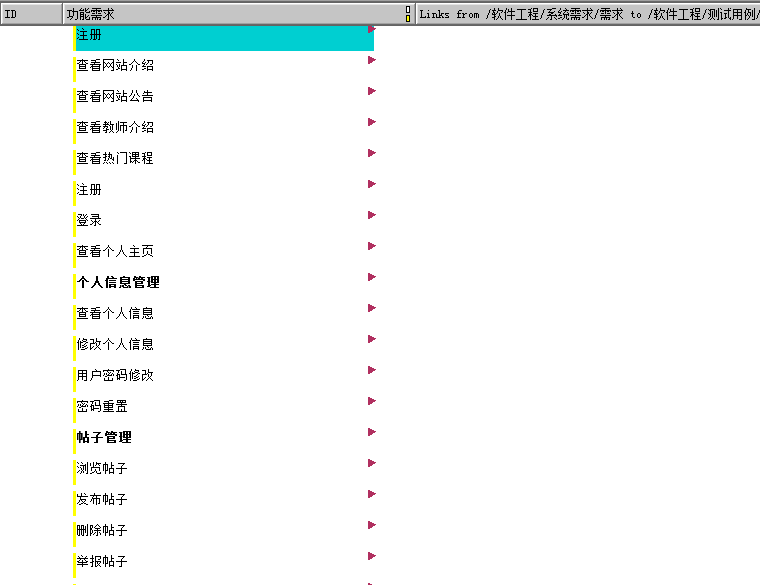 ID 功能需求 Links from /软件工程/系统需求/需求 to /软件工程/测试用例/
注册
查看网站介绍
查看网站公告
查看教师介绍
查看热门课程
注册
登录
查看个人主页
个人信息管理
查看个人信息
修改个人信息
用户密码修改
密码重置
帖子管理
浏览帖子
发布帖子
删除帖子
举报帖子